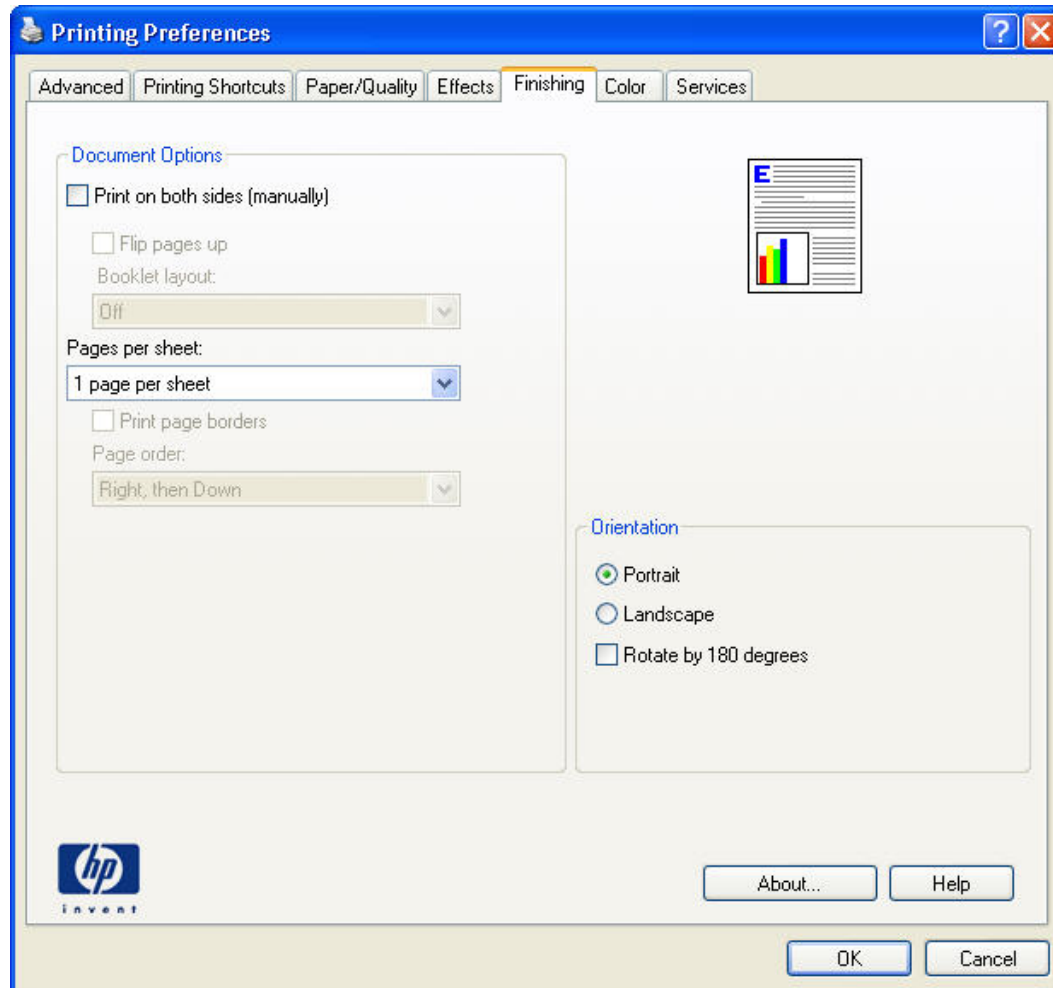 Printing Preferences
Advanced
Printing Shortcuts
Paper/Quality
Effects
Finishing
Color
Services
Document Options
Print on both sides (manually)
Flip pages up
Booklet layout:
Off
Pages per sheet:
1 page per sheet
Print page borders
Page order:
Right, then Down
E
Orientation
Portrait
Landscape
Rotate by 180 degrees
hp
invent
About...
Help
OK
Cancel